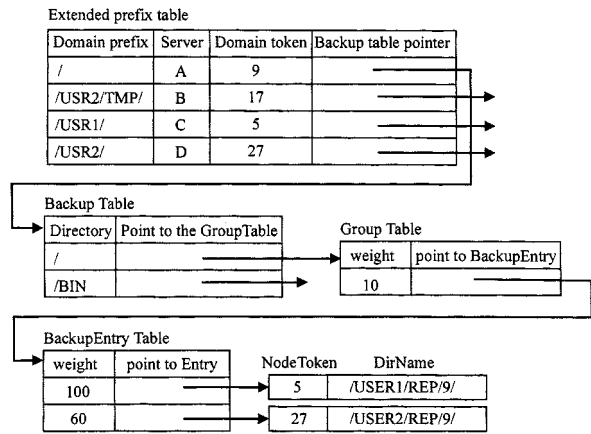 Extended prefix table
Domain prefix Server Domain token Backup table pointer
/ A 9
/USR2/TMP/ B 17
/USR1/ C 5
/USR2/ D 27
Backup Table
Directory Point to the GroupTable
/
/BIN
Group Table
weight point to BackupEntry
10
BackupEntry Table
weight point to Entry
100
60
NodeToken DirName
5 /USER1/REP/9/
27 /USER2/REP/9/